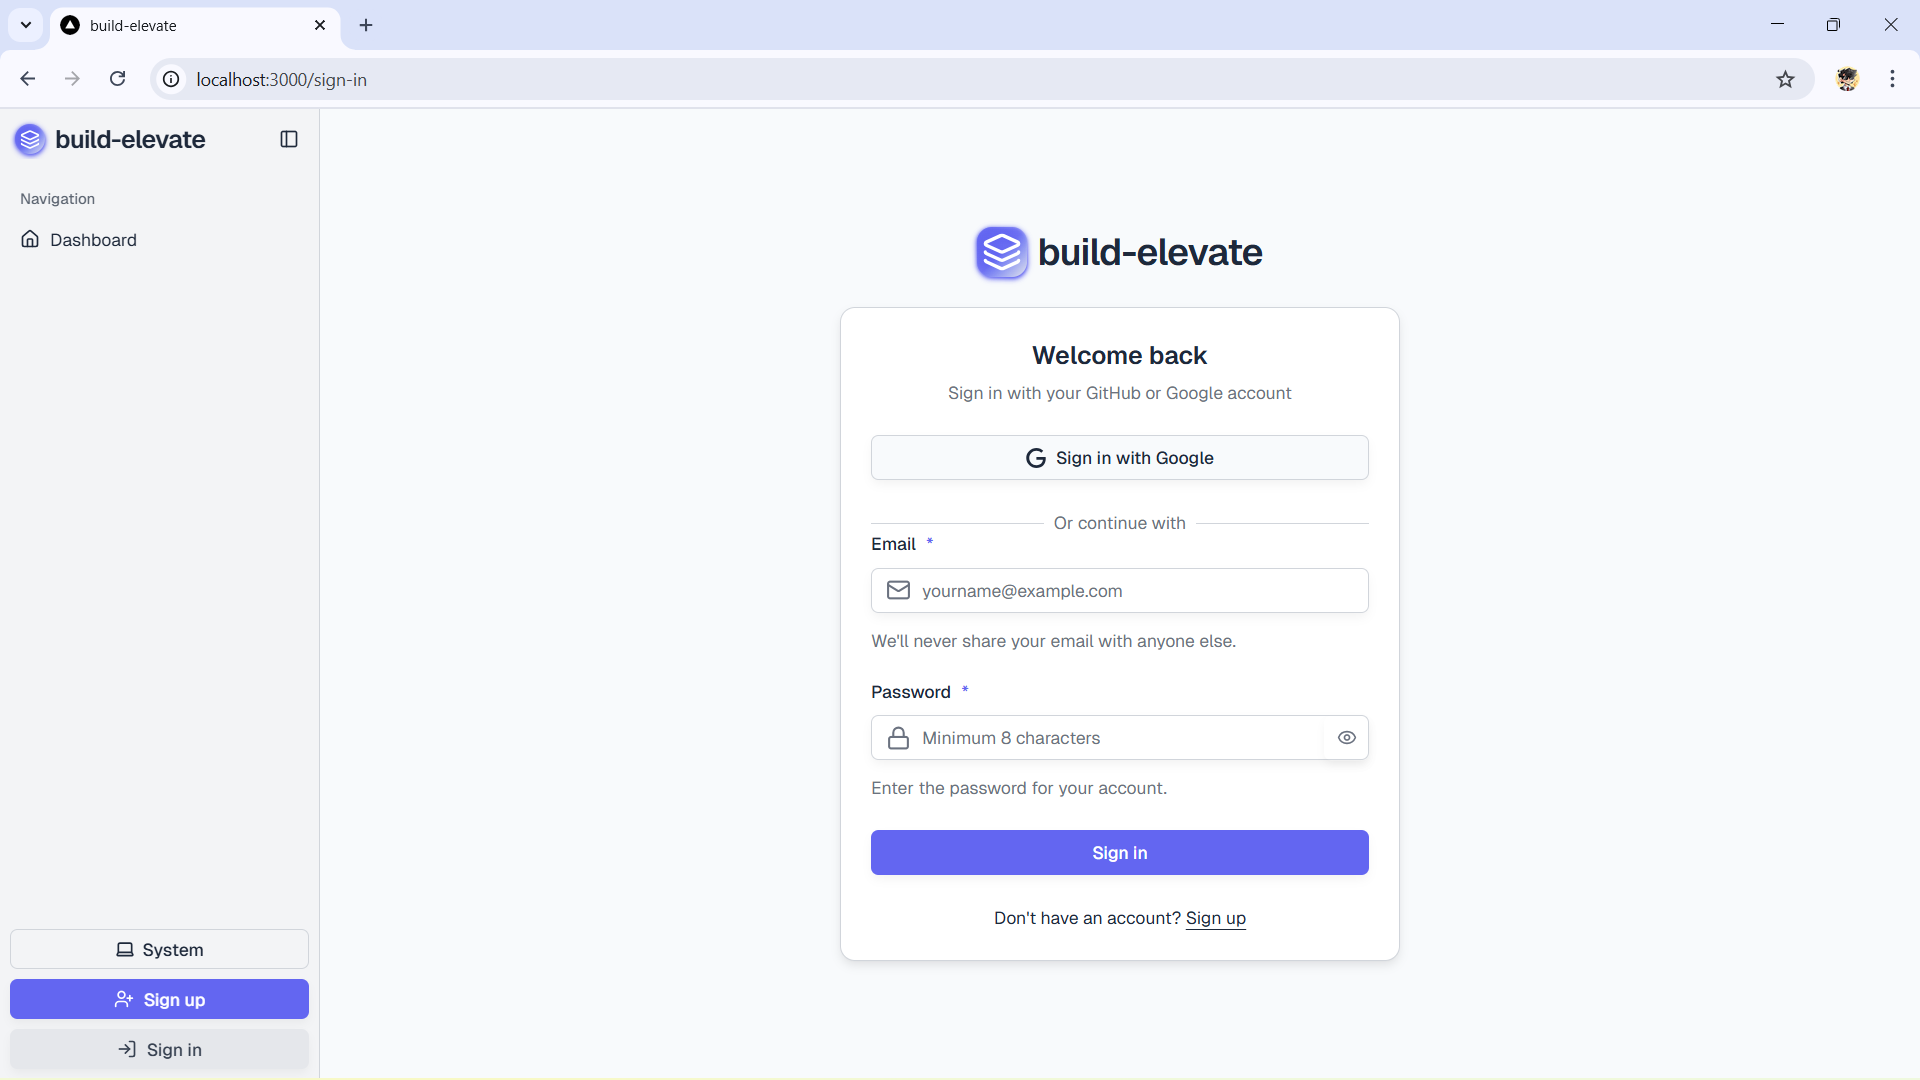 build-elevate
localhost:3000/sign-in
build-elevate
Navigation
Dashboard
System
Sign up
Sign in
build-elevate
Welcome back
Sign in with your GitHub or Google account
Sign in with Google
Or continue with
Email *
yourname@example.com
We'll never share your email with anyone else.
Password *
Minimum 8 characters
Enter the password for your account.
Sign in
Don't have an account? Sign up